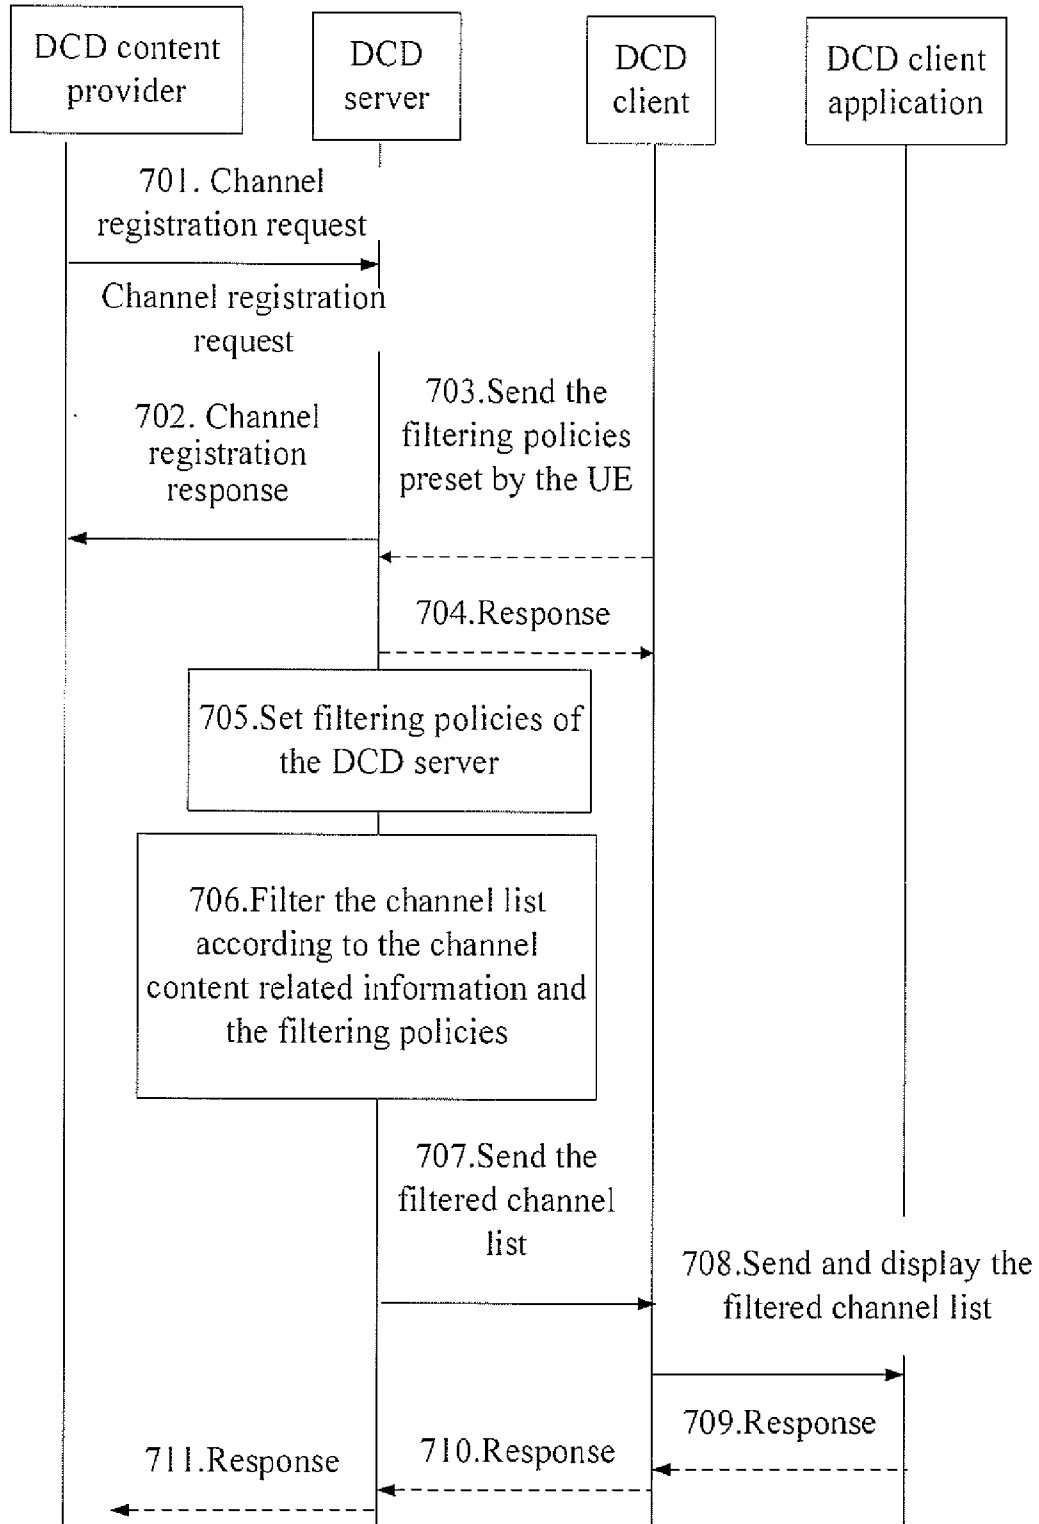 DCD content
provider
DCD
server
DCD
client
DCD client
application
701. Channel
registration request
Channel registration
request
702. Channel
registration
response
703.Send the
filtering policies
preset by the UE
704.Response
705.Set filtering policies of
the DCD server
706.Filter the channel list
according to the channel
content related information and
the filtering policies
707.Send the
filtered channel
list
708.Send and display the
filtered channel list
709.Response
710.Response
711.Response